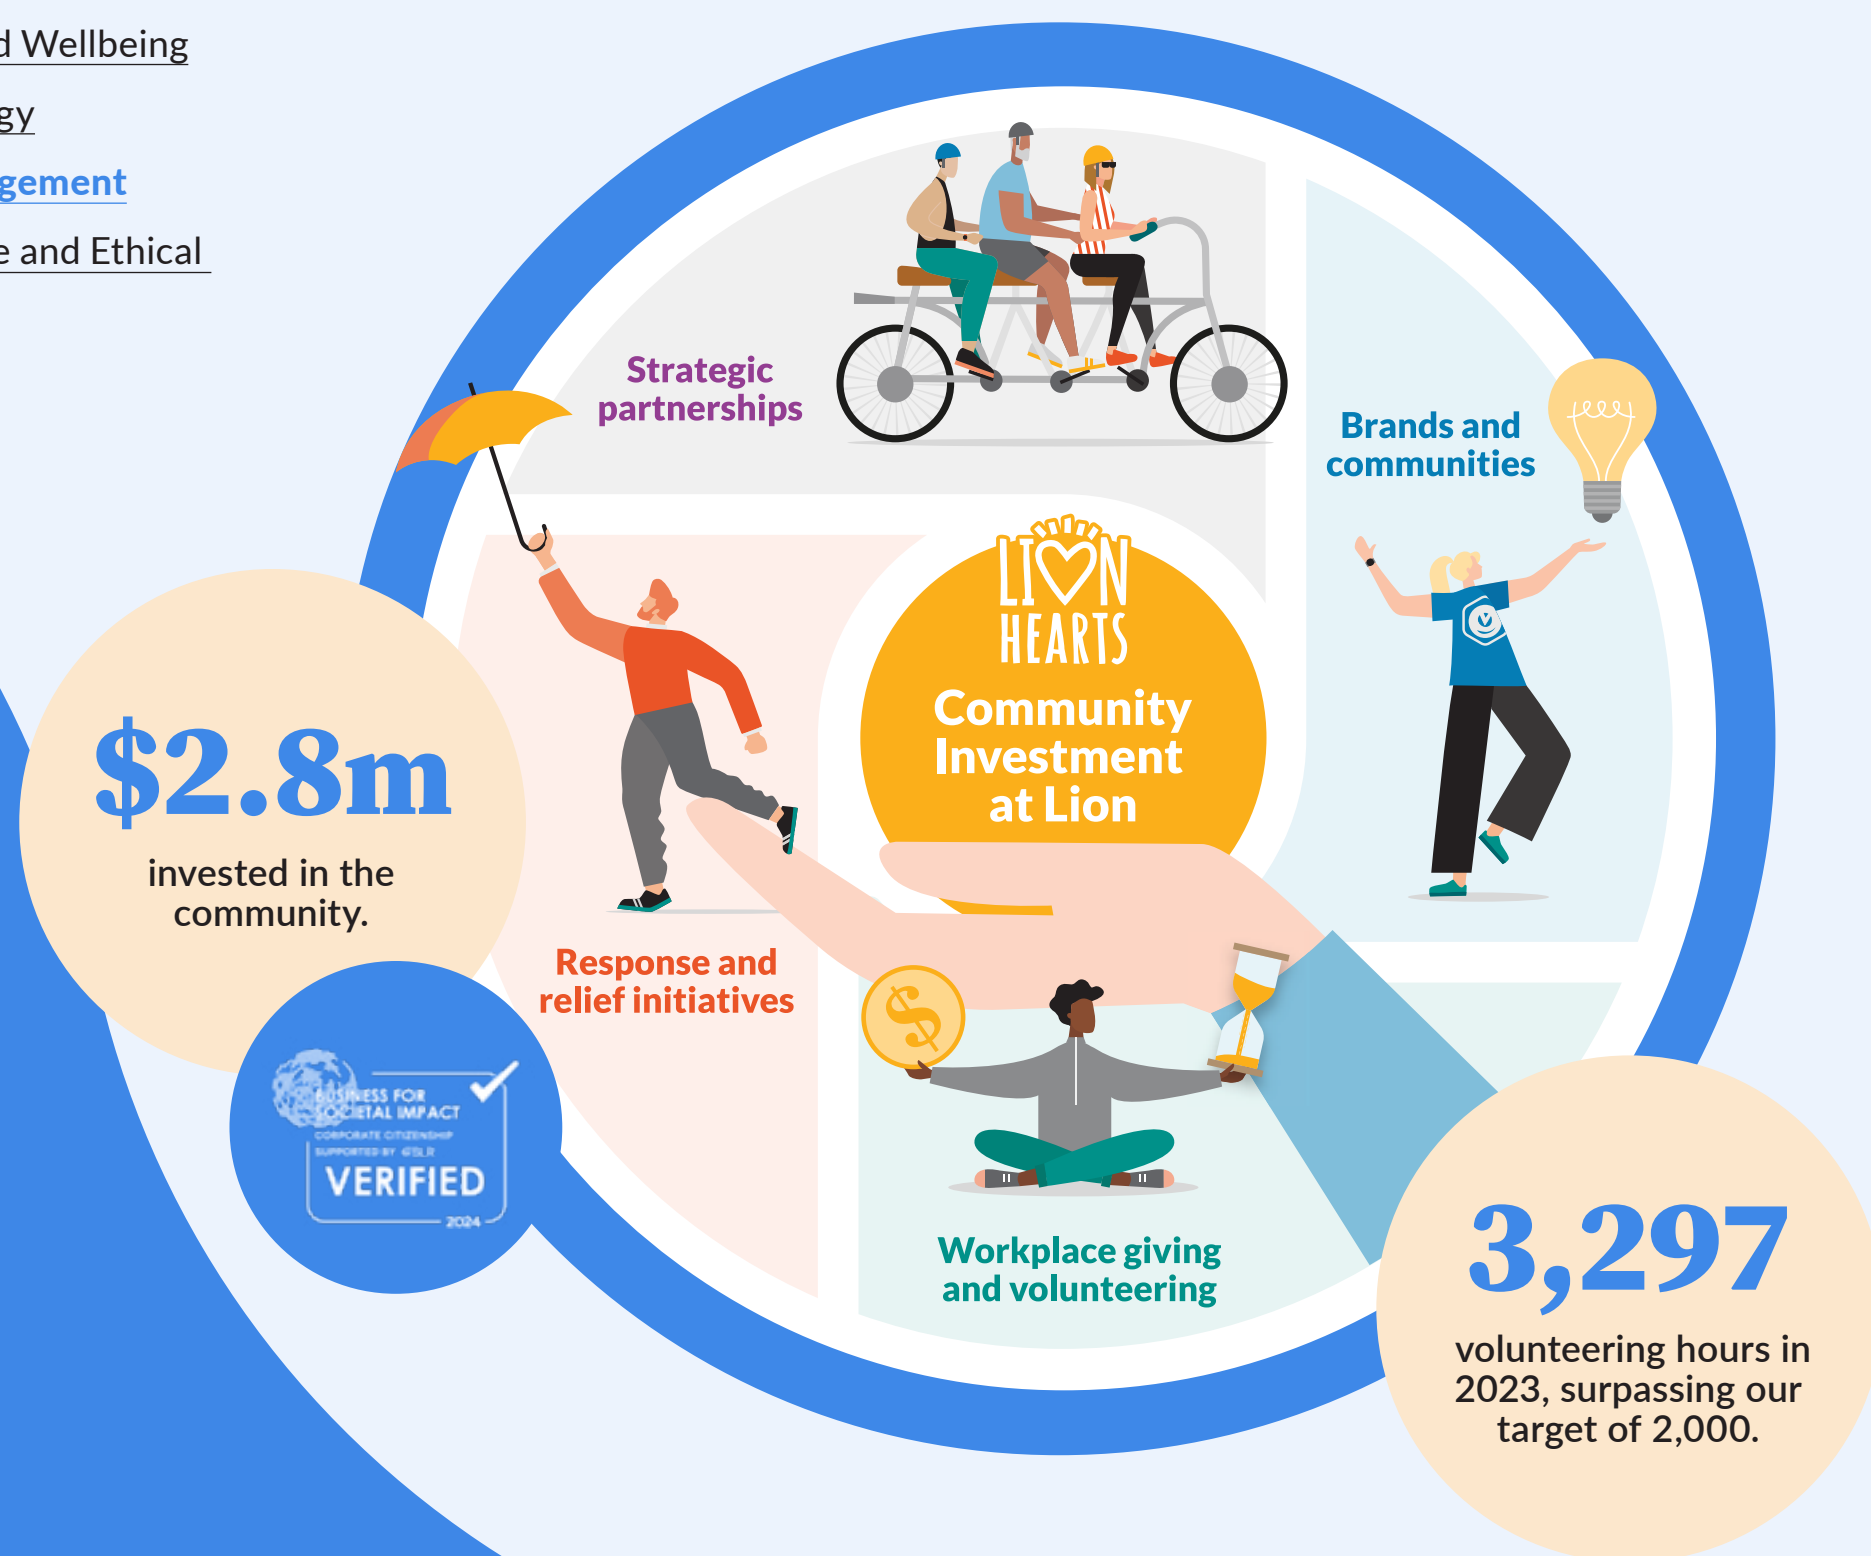 d Wellbeing
gy
gement
e and Ethical
Strategic
partnerships
Brands and
communities
LION
HEARTS
Community
Investment
at Lion
$2.8m
invested in the
community.
Response and
relief initiatives
$
BUSINESS FOR
SOCIETAL IMPACT
CORPORATE CITIZENSHIP
SUPPORTED BY
VERIFIED
2024
Workplace giving
and volunteering
3,297
volunteering hours in
2023, surpassing our
target of 2,000.